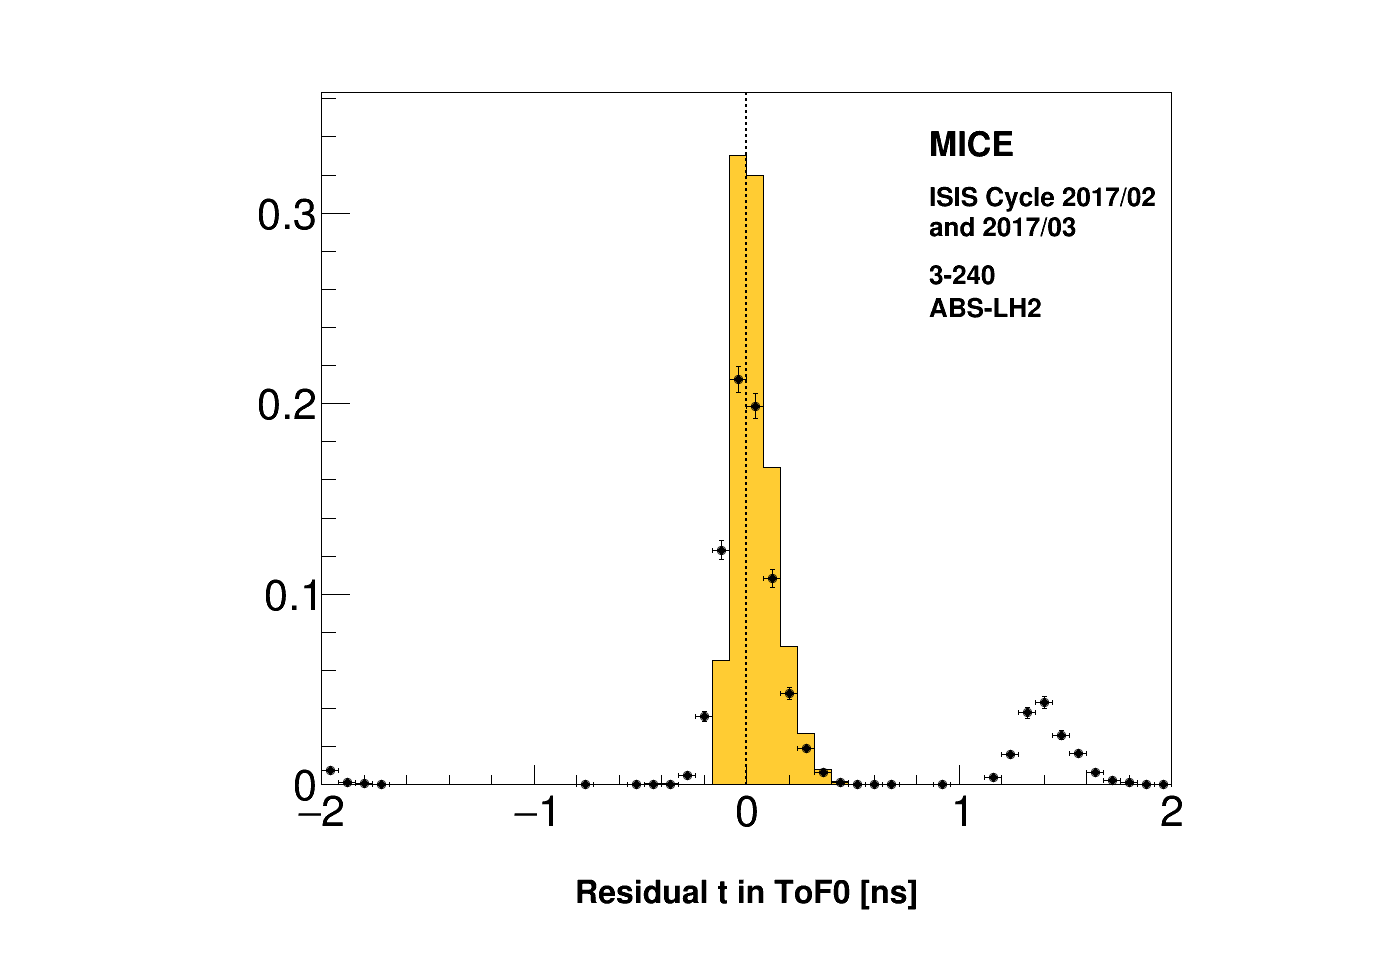 MICE
ISIS Cycle 2017/02
and 2017/03
3-240
ABS-LH2
0.3
0.2
0.1
0
−2 −1 0 1 2
Residual t in ToF0 [ns]